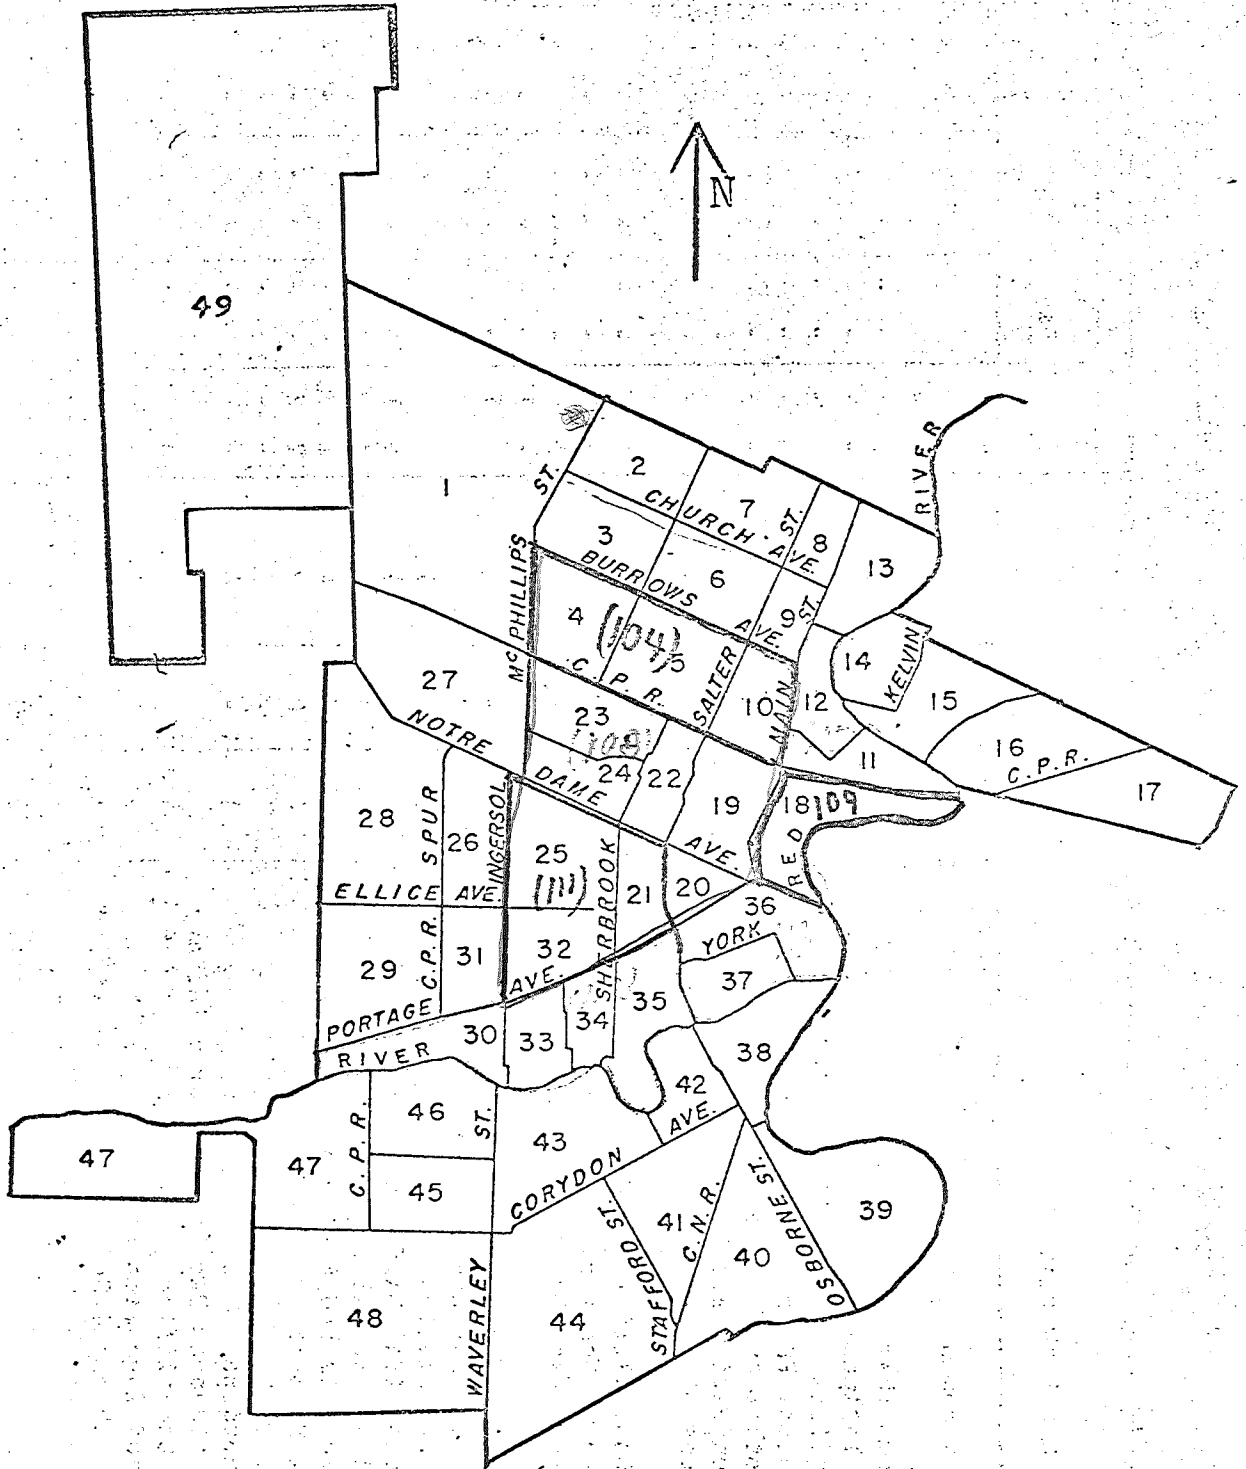 N
49
RIVER
1
2
CHURCH AVE.
7
ST.
8
13
ST.
3
BURROWS AVE.
6
9
ST.
MCPHILLIPS
4
(104)
5
C. P. R.
SALTER
10
MAIN
12
14
KELVIN
15
16
C.P.R.
17
11
27
NOTRE DAME AVE.
23
(108)
24
22
19
18
109
RED
28
SPUR
26
INGERSOL
25
(111)
SHERBROOK
21
20
36
ELLICE AVE.
29
C.P.R.
31
32
YORK
37
35
PORTAGE AVE.
30
33
34
RIVER
38
42
AVE.
46
ST.
43
47
47
C. P. R.
45
CORYDON
41
C.N.R.
OSBORNE ST.
39
40
STAFFORD ST.
48
WAVERLEY
44